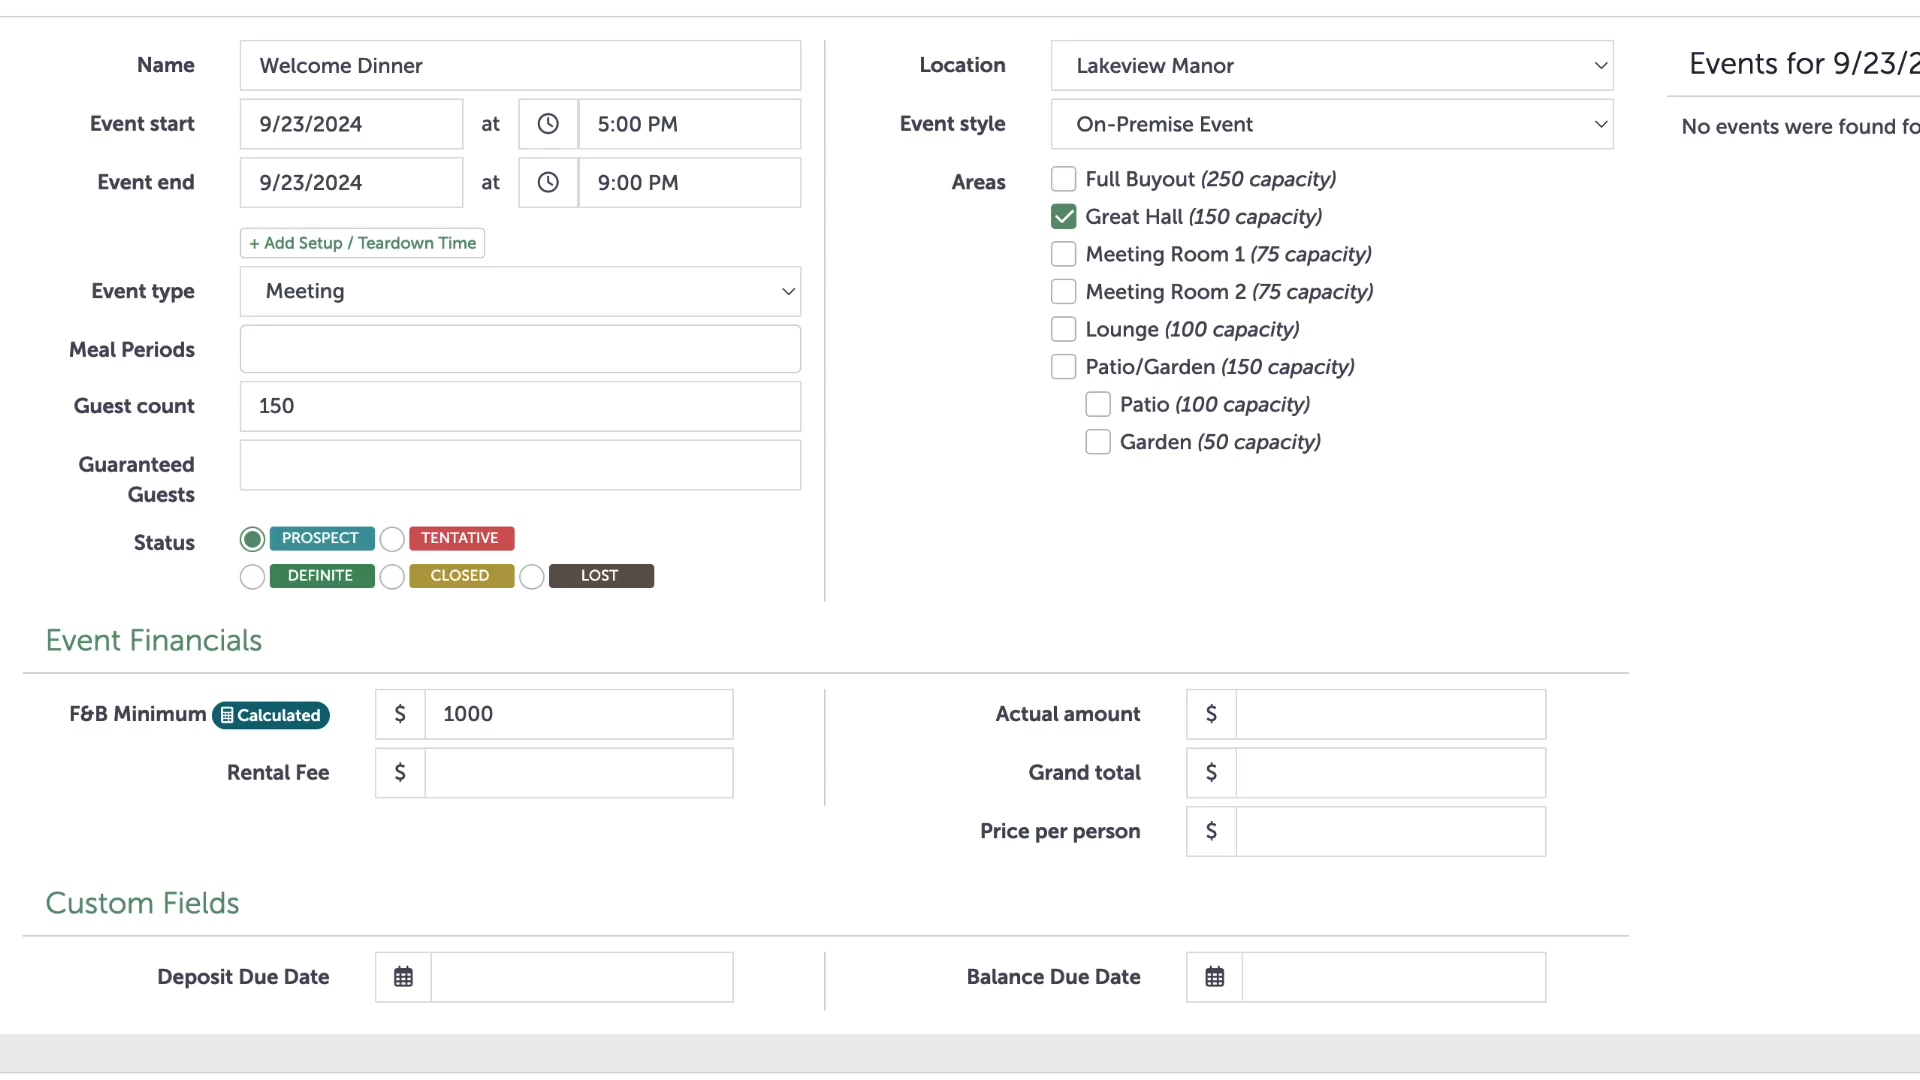 Name Welcome Dinner
Event start 9/23/2024 at 5:00 PM
Event end 9/23/2024 at 9:00 PM
+ Add Setup / Teardown Time
Event type Meeting
Meal Periods
Guest count 150
Guaranteed
Guests
Status PROSPECT TENTATIVE
DEFINITE CLOSED LOST
Location Lakeview Manor
Event style On-Premise Event
Areas Full Buyout (250 capacity)
Great Hall (150 capacity)
Meeting Room 1 (75 capacity)
Meeting Room 2 (75 capacity)
Lounge (100 capacity)
Patio/Garden (150 capacity)
Patio (100 capacity)
Garden (50 capacity)
Events for 9/23/2
No events were found fo
Event Financials
F&B Minimum Calculated $ 1000
Rental Fee $
Actual amount $
Grand total $
Price per person $
Custom Fields
Deposit Due Date
Balance Due Date